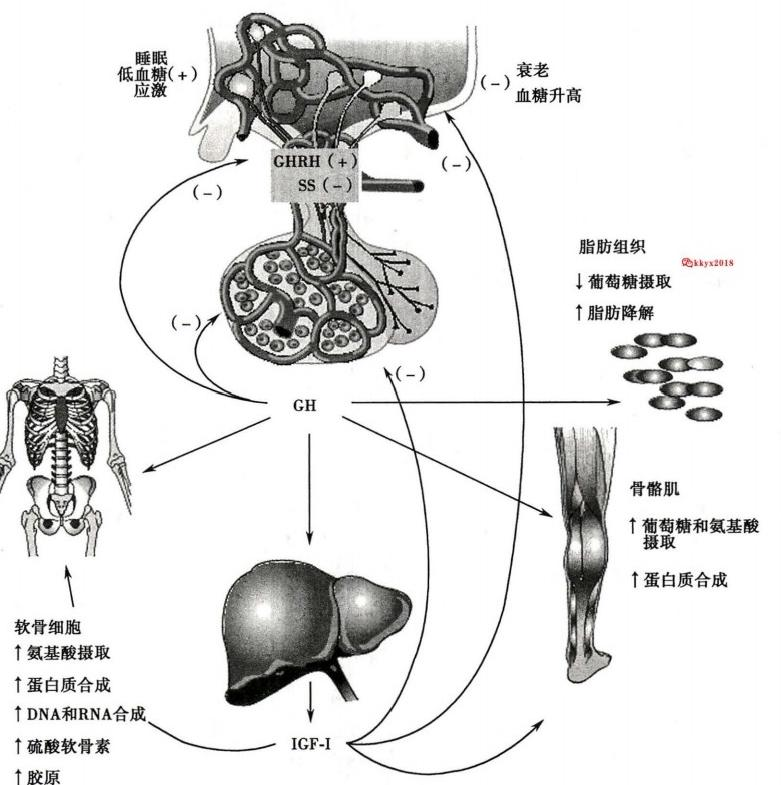 睡眠
低血糖(+)
应激
(-) 衰老
血糖升高
GHRH (+)
SS (-)
(-)
(-)
脂肪组织
kkyx2018
↓葡萄糖摄取
↑脂肪降解
(-)
(-)
GH
骨骼肌
↑葡萄糖和氨基酸
摄取
↑蛋白质合成
软骨细胞
↑氨基酸摄取
↑蛋白质合成
↑DNA和RNA合成
↑硫酸软骨素
↑胶原
IGF-I